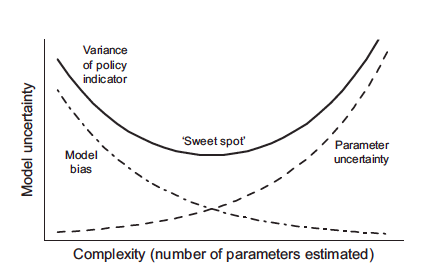 Variance
of policy
indicator
'Sweet spot'
Model
bias
Parameter
uncertainty
Model uncertainty
Complexity (number of parameters estimated)